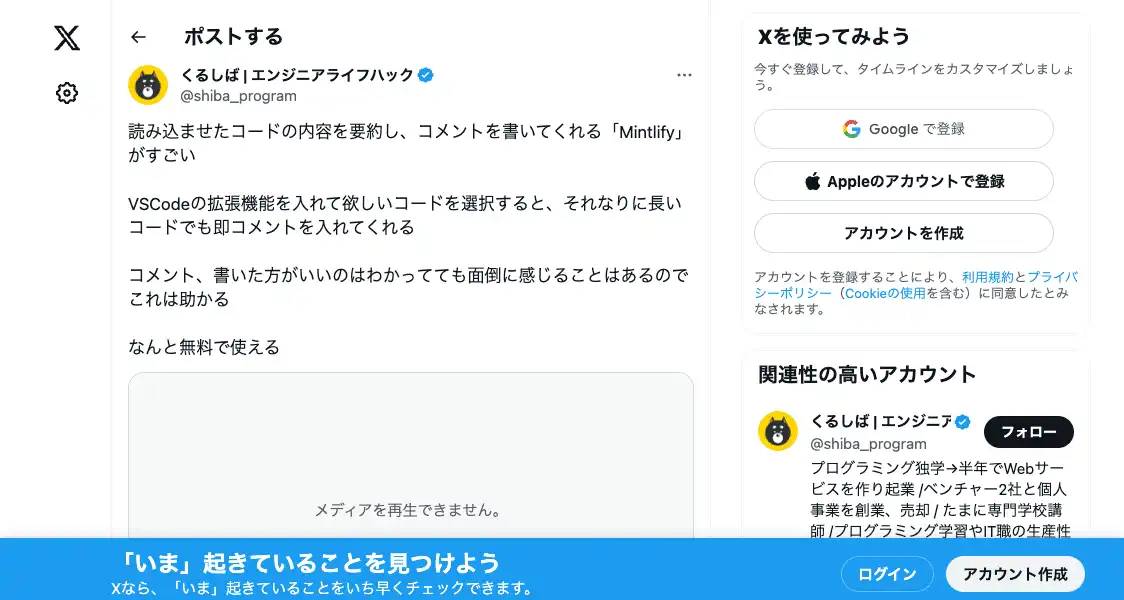 ポストする
くるしば | エンジニアライフハック
@shiba_program
読み込ませたコードの内容を要約し、コメントを書いてくれる「Mintlify」
がすごい
VSCodeの拡張機能を入れて欲しいコードを選択すると、それなりに長い
コードでも即コメントを入れてくれる
コメント、書いた方がいいのはわかってても面倒に感じることはあるので
これは助かる
なんと無料で使える
メディアを再生できません。
Xを使ってみよう
今すぐ登録して、タイムラインをカスタマイズしましょ
う。
Google で登録
Appleのアカウントで登録
アカウントを作成
アカウントを登録することにより、利用規約とプライバ
シーポリシー（Cookieの使用を含む）に同意したとみ
なされます。
関連性の高いアカウント
くるしば | エンジニア
@shiba_program
フォロー
プログラミング独学→半年でWebサー
ビスを作り起業 /ベンチャー2社と個人
事業を創業、売却 / たまに専門学校講
師 /プログラミング学習やIT職の生産性
「いま」起きていることを見つけよう
Xなら、「いま」起きていることをいち早くチェックできます。
ログイン
アカウント作成